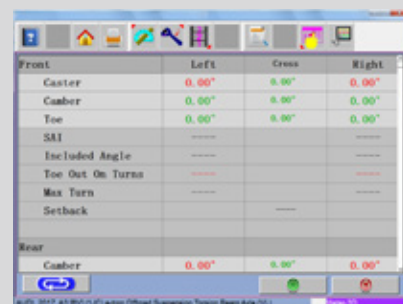 Front Left Cross Right
Caster 0.00° 0.00° 0.00°
Camber 0.00° 0.00° 0.00°
Toe 0.00° 0.00° 0.00°
SAI ---- ----
Included Angle ---- ----
Toe Out On Turns ---- ----
Max Turn ---- ----
Setback ----
Rear
Camber 0.00° 0.00° 0.00°